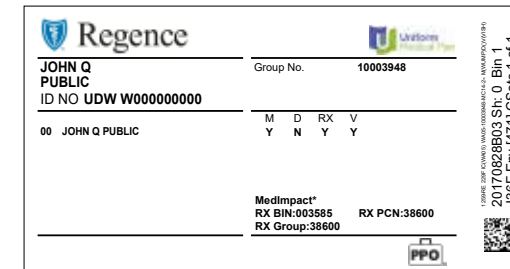 Regence
Uniform
Medical Plan
JOHN Q
PUBLIC
ID NO UDW W000000000
Group No. 10003948
00 JOHN Q PUBLIC
M D RX V
Y N Y Y
MedImpact*
RX BIN:003585 RX PCN:38600
RX Group:38600
PPO
20170828B03 Sh: 0 Bin 1